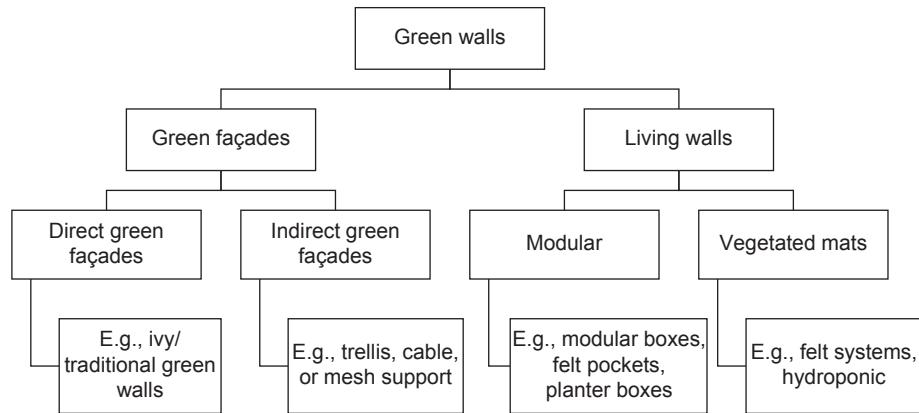 Green walls
Green façades
Living walls
Direct green
façades
Indirect green
façades
Modular
Vegetated mats
E.g., ivy/
traditional green
walls
E.g., trellis, cable,
or mesh support
E.g., modular boxes,
felt pockets,
planter boxes
E.g., felt systems,
hydroponic